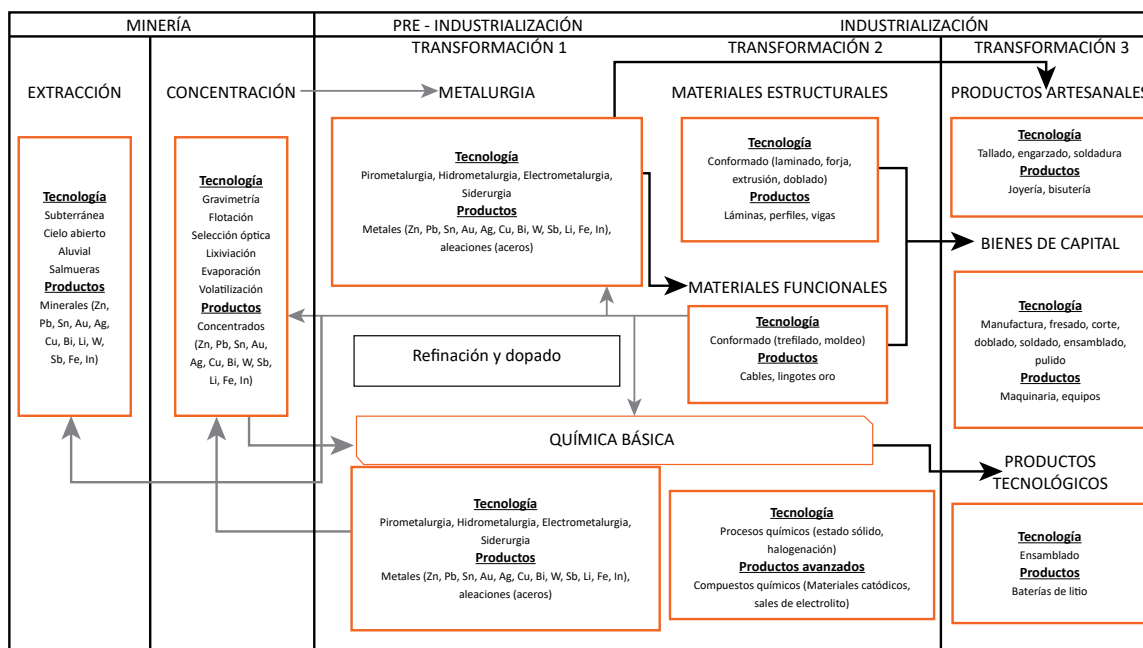 MINERÍA
PRE - INDUSTRIALIZACIÓN
INDUSTRIALIZACIÓN
TRANSFORMACIÓN 1
TRANSFORMACIÓN 2
TRANSFORMACIÓN 3
EXTRACCIÓN
CONCENTRACIÓN
METALURGIA
MATERIALES ESTRUCTURALES
PRODUCTOS ARTESANALES
Tecnología
Subterránea
Cielo abierto
Aluvial
Salmueras
Productos
Minerales (Zn,
Pb, Sn, Au, Ag,
Cu, Bi, Li, W,
Sb, Fe, In)
Tecnología
Gravimetría
Flotación
Selección óptica
Lixiviación
Evaporación
Volatilización
Productos
Concentrados
(Zn, Pb, Sn, Au,
Ag, Cu, Bi, W, Sb,
Li, Fe, In)
Tecnología
Pirometalurgia, Hidrometalurgia, Electrometalurgia,
Siderurgia
Productos
Metales (Zn, Pb, Sn, Au, Ag, Cu, Bi, W, Sb, Li, Fe, In),
aleaciones (aceros)
Tecnología
Conformado (laminado, forja,
extrusión, doblado)
Productos
Láminas, perfiles, vigas
Tecnología
Tallado, engarzado, soldadura
Productos
Joyería, bisutería
BIENES DE CAPITAL
MATERIALES FUNCIONALES
Tecnología
Conformado (trefilado, moldeo)
Productos
Cables, lingotes oro
Tecnología
Manufactura, fresado, corte,
doblado, soldado, ensamblado,
pulido
Productos
Maquinaria, equipos
Refinación y dopado
QUÍMICA BÁSICA
PRODUCTOS
TECNOLÓGICOS
Tecnología
Pirometalurgia, Hidrometalurgia, Electrometalurgia,
Siderurgia
Productos
Metales (Zn, Pb, Sn, Au, Ag, Cu, Bi, W, Sb, Li, Fe, In),
aleaciones (aceros)
Tecnología
Procesos químicos (estado sólido,
halogenación)
Productos avanzados
Compuestos químicos (Materiales catódicos,
sales de electrolito)
Tecnología
Ensamblado
Productos
Baterías de litio